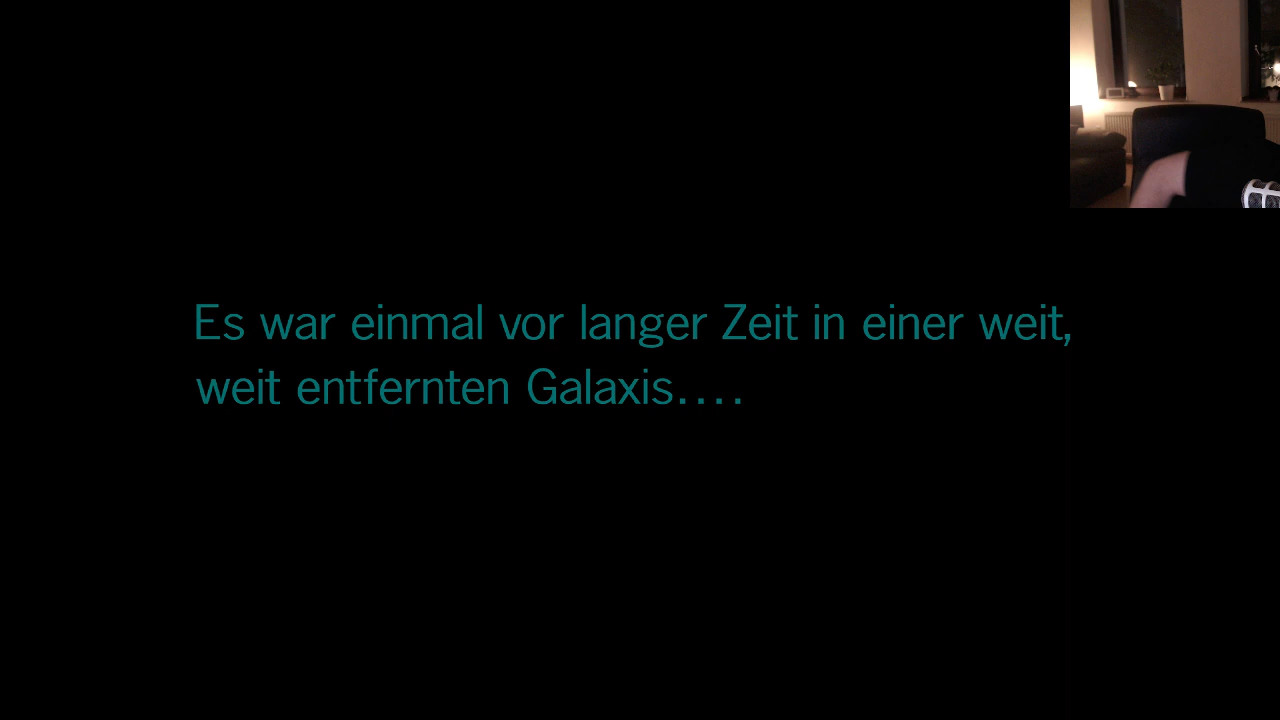 Es war einmal vor langer Zeit in einer weit,
weit entfernten Galaxis....